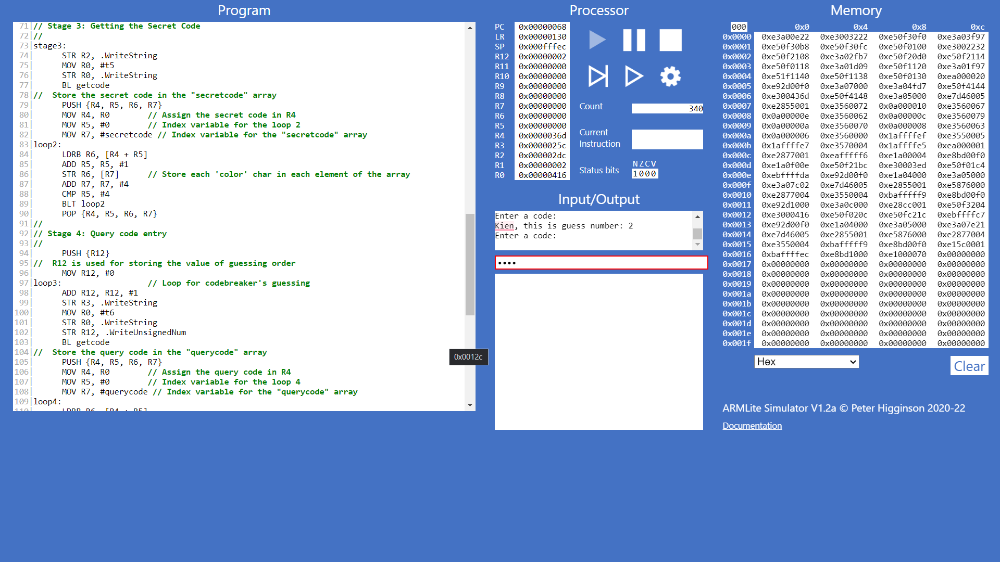 Program
71|// Stage 3: Getting the Secret Code
72|//
73|stage3:
74|      STR R2, .WriteString
75|      MOV R0, #t5
76|      STR R0, .WriteString
77|      BL getcode
78|//  Store the secret code in the "secretcode" array
79|      PUSH {R4, R5, R6, R7}
80|      MOV R4, R0        // Assign the secret code in R4
81|      MOV R5, #0        // Index variable for the loop 2
82|      MOV R7, #secretcode // Index variable for the "secretcode" array
83|loop2:
84|      LDRB R6, [R4 + R5]
85|      ADD R5, R5, #1
86|      STR R6, [R7]      // Store each 'color' char in each element of the array
87|      ADD R7, R7, #4
88|      CMP R5, #4
89|      BLT loop2
90|      POP {R4, R5, R6, R7}
91|//
92|// Stage 4: Query code entry
93|//
94|      PUSH {R12}
95|//  R12 is used for storing the value of guessing order
96|      MOV R12, #0
97|loop3:                  // Loop for codebreaker's guessing
98|      ADD R12, R12, #1
99|      STR R3, .WriteString
100|      MOV R0, #t6
101|      STR R0, .WriteString
102|      STR R12, .WriteUnsignedNum
103|      BL getcode
104|//  Store the query code in the "querycode" array
105|      PUSH {R4, R5, R6, R7}
106|      MOV R4, R0        // Assign the query code in R4
107|      MOV R5, #0        // Index variable for the loop 4
108|      MOV R7, #querycode // Index variable for the "querycode" array
109|loop4:
110|      LDRB R6, [R4 + R5]
0x0012c
Processor
PC 0x00000068
LR 0x00000130
SP 0x000fffec
R12 0x00000002
R11 0x00000000
R10 0x00000000
R9 0x00000000
R8 0x00000000
R7 0x00000000
R6 0x00000000
R5 0x00000000
R4 0x0000036d
R3 0x0000025c
R2 0x000002dc
R1 0x00000002
R0 0x00000416
Count 340
Current
Instruction
NZCV
Status bits 1000
Input/Output
Enter a code:
Kien, this is guess number: 2
Enter a code:
••••
Memory
000 0x0 0x4 0x8 0xc
0x0000 0xe3a00e22 0xe3003222 0xe50f30f0 0xe3a03f97
0x0001 0xe50f30b8 0xe50f30fc 0xe50f0100 0xe3002232
0x0002 0xe50f2108 0xe3a02fb7 0xe50f20d0 0xe50f2114
0x0003 0xe50f0118 0xe3a01d09 0xe50f1120 0xe3a01f97
0x0004 0xe51f1140 0xe50f1138 0xe50f0130 0xea000020
0x0005 0xe92d00f0 0xe3a07000 0xe3a04fd7 0xe50f4144
0x0006 0xe300436d 0xe50f4148 0xe3a05000 0xe7d46005
0x0007 0xe2855001 0xe3560072 0x0a000010 0xe3560067
0x0008 0x0a00000e 0xe3560062 0x0a00000c 0xe3560079
0x0009 0x0a00000a 0xe3560070 0x0a000008 0xe3560063
0x000a 0x0a000006 0xe3560000 0x1affffef 0xe3550005
0x000b 0x1affffe7 0xe3570004 0x1affffe5 0xea000001
0x000c 0xe2877001 0xeafffff6 0xe1a00004 0xe8bd00f0
0x000d 0xe1a0f00e 0xe50f21bc 0xe30003ed 0xe50f01c4
0x000e 0xebffffda 0xe92d00f0 0xe1a04000 0xe3a05000
0x000f 0xe3a07c02 0xe7d46005 0xe2855001 0xe5876000
0x0010 0xe2877004 0xe3550004 0xbafffff9 0xe8bd00f0
0x0011 0xe92d1000 0xe3a0c000 0xe28cc001 0xe50f3204
0x0012 0xe3000416 0xe50f020c 0xe50fc21c 0xebffffc7
0x0013 0xe92d00f0 0xe1a04000 0xe3a05000 0xe3a07e21
0x0014 0xe7d46005 0xe2855001 0xe5876000 0xe2877004
0x0015 0xe3550004 0xbafffff9 0xe8bd00f0 0xe15c0001
0x0016 0xbaffffec 0xe8bd1000 0xe1000070 0x00000000
0x0017 0x00000000 0x00000000 0x00000000 0x00000000
0x0018 0x00000000 0x00000000 0x00000000 0x00000000
0x0019 0x00000000 0x00000000 0x00000000 0x00000000
0x001a 0x00000000 0x00000000 0x00000000 0x00000000
0x001b 0x00000000 0x00000000 0x00000000 0x00000000
0x001c 0x00000000 0x00000000 0x00000000 0x00000000
0x001d 0x00000000 0x00000000 0x00000000 0x00000000
0x001e 0x00000000 0x00000000 0x00000000 0x00000000
0x001f 0x00000000 0x00000000 0x00000000 0x00000000
Hex
Clear
ARMLite Simulator V1.2a © Peter Higginson 2020-22
Documentation